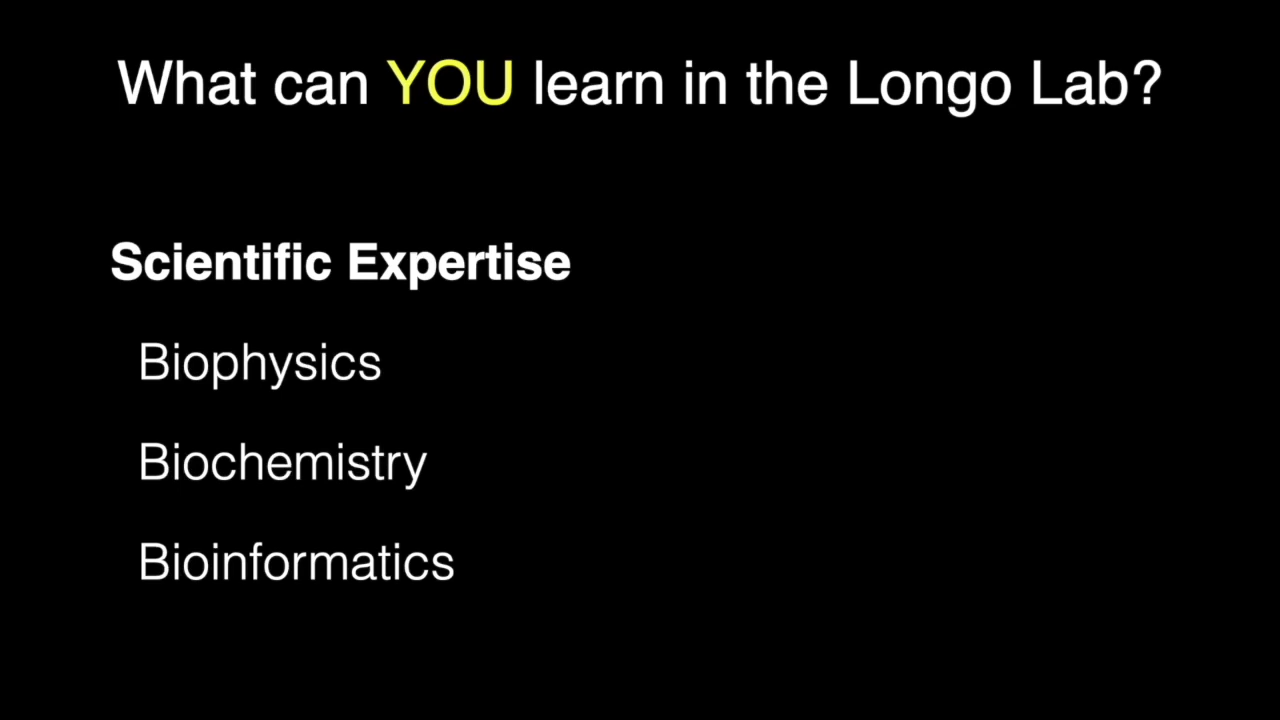 What can YOU learn in the Longo Lab?
Scientific Expertise
Biophysics
Biochemistry
Bioinformatics